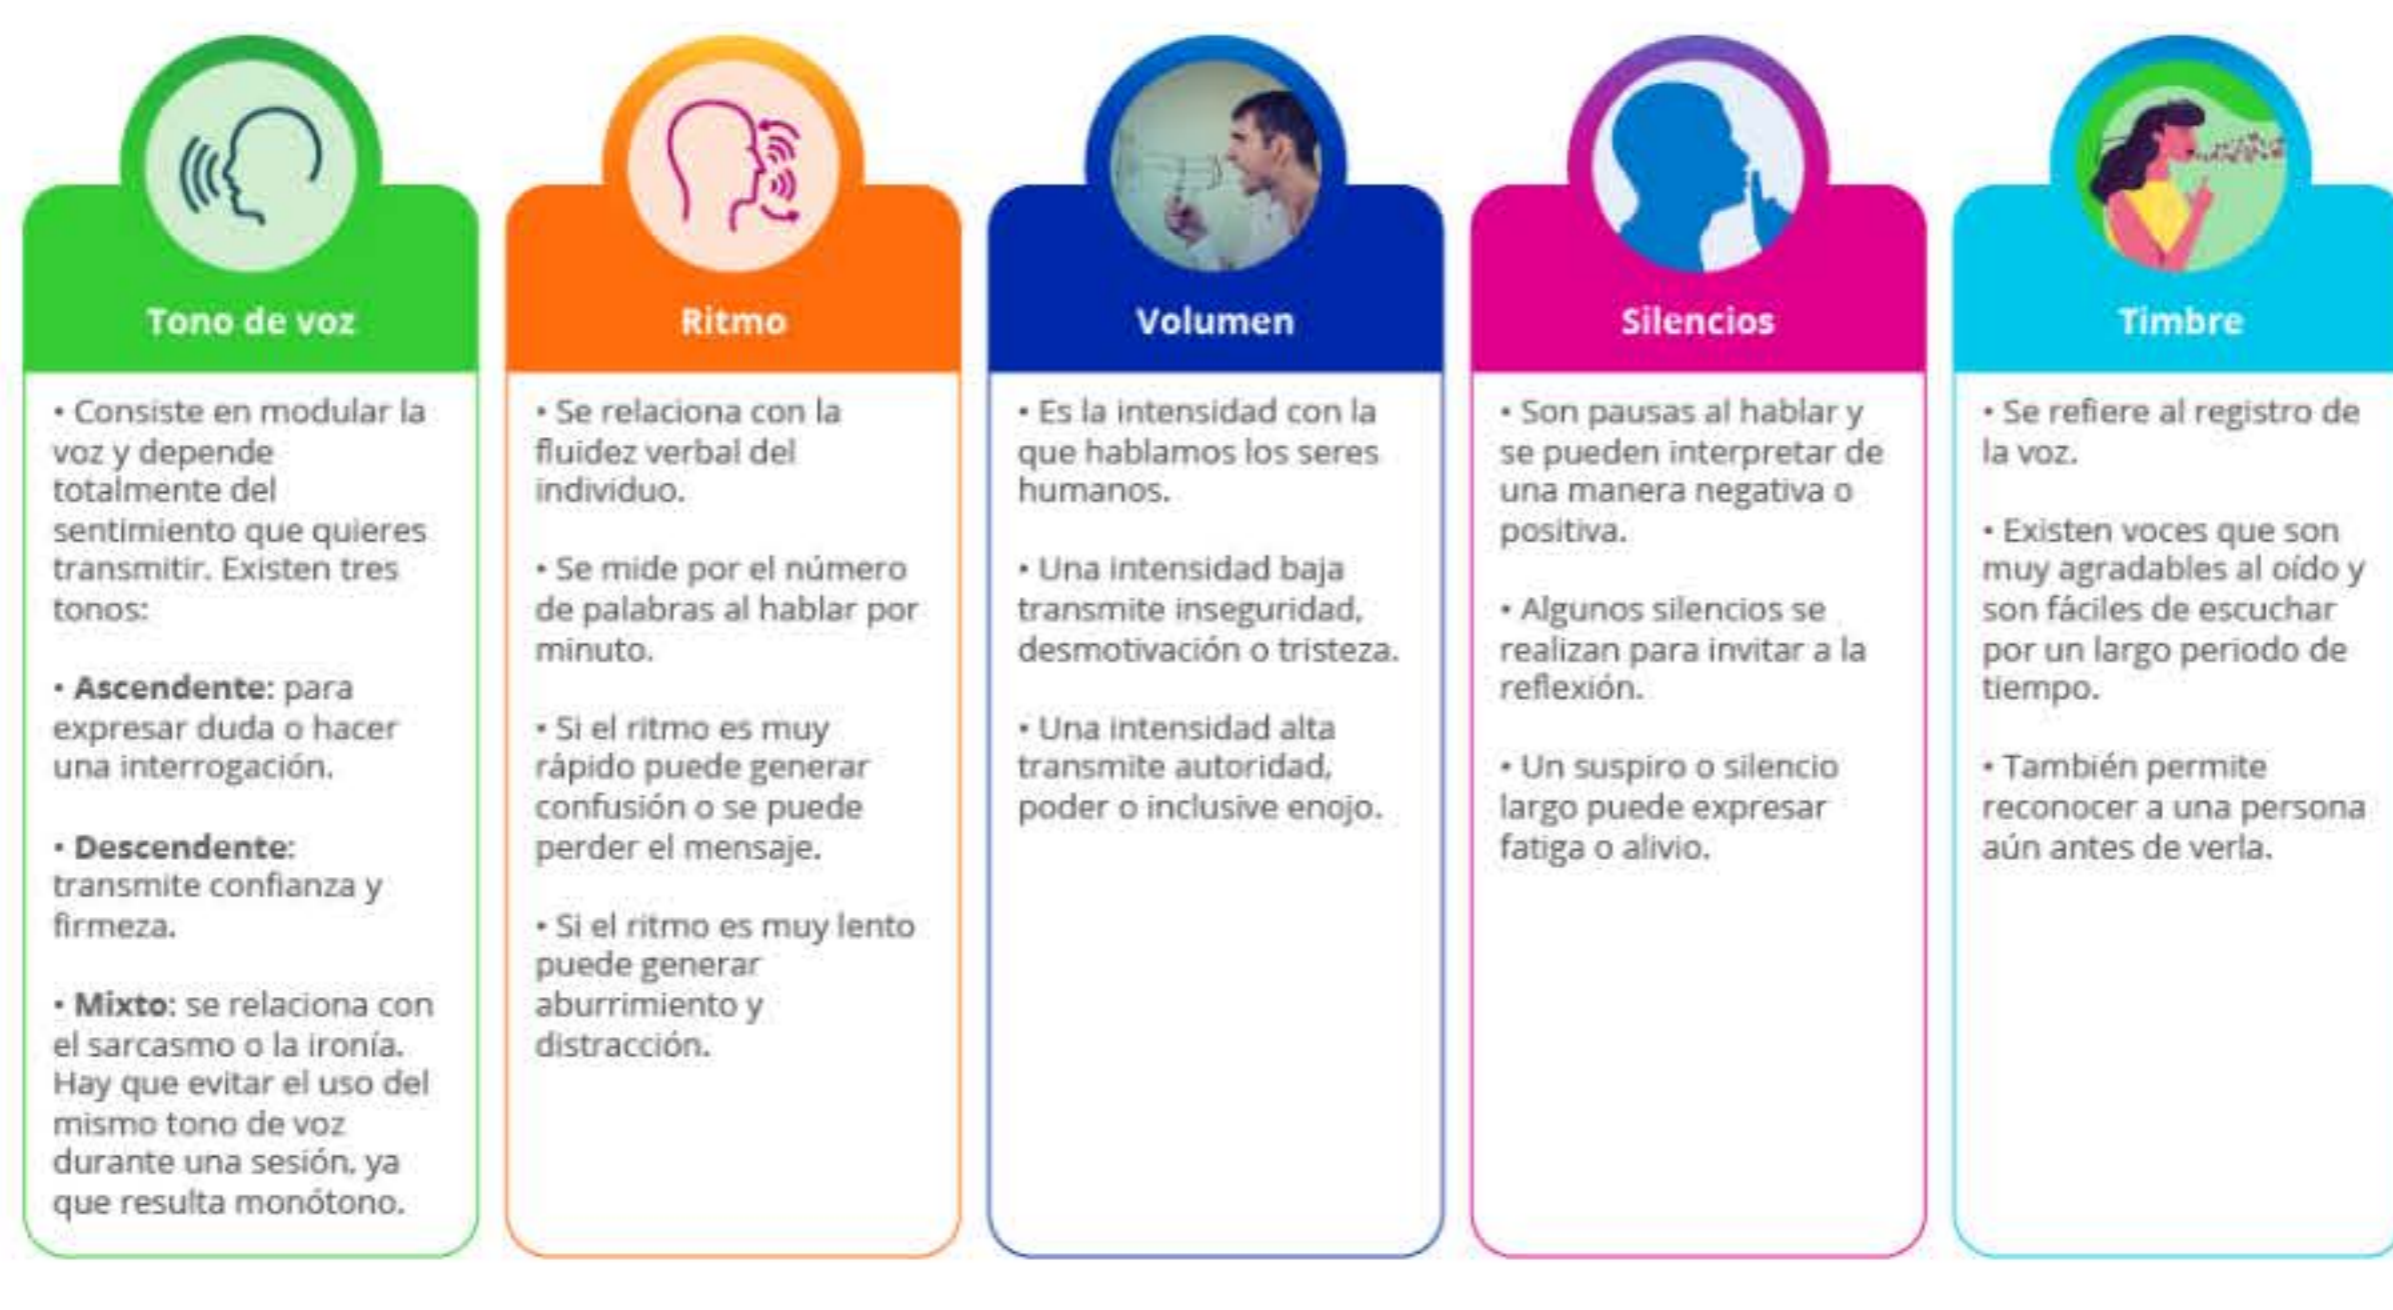 Tono de voz
• Consiste en modular la
voz y depende
totalmente del
sentimiento que quieres
transmitir. Existen tres
tonos:
• Ascendente: para
expresar duda o hacer
una interrogación.
• Descendente:
transmite confianza y
firmeza.
• Mixto: se relaciona con
el sarcasmo o la ironía.
Hay que evitar el uso del
mismo tono de voz
durante una sesión, ya
que resulta monótono.
Ritmo
• Se relaciona con la
fluidez verbal del
individuo.
• Se mide por el número
de palabras al hablar por
minuto.
• Si el ritmo es muy
rápido puede generar
confusión o se puede
perder el mensaje.
• Si el ritmo es muy lento
puede generar
aburrimiento y
distracción.
Volumen
• Es la intensidad con la
que hablamos los seres
humanos.
• Una intensidad baja
transmite inseguridad,
desmotivación o tristeza.
• Una intensidad alta
transmite autoridad,
poder o inclusive enojo.
Silencios
• Son pausas al hablar y
se pueden interpretar de
una manera negativa o
positiva.
• Algunos silencios se
realizan para invitar a la
reflexión.
• Un suspiro o silencio
largo puede expresar
fatiga o alivio.
Timbre
• Se refiere al registro de
la voz.
• Existen voces que son
muy agradables al oído y
son fáciles de escuchar
por un largo periodo de
tiempo.
• También permite
reconocer a una persona
aún antes de verla.